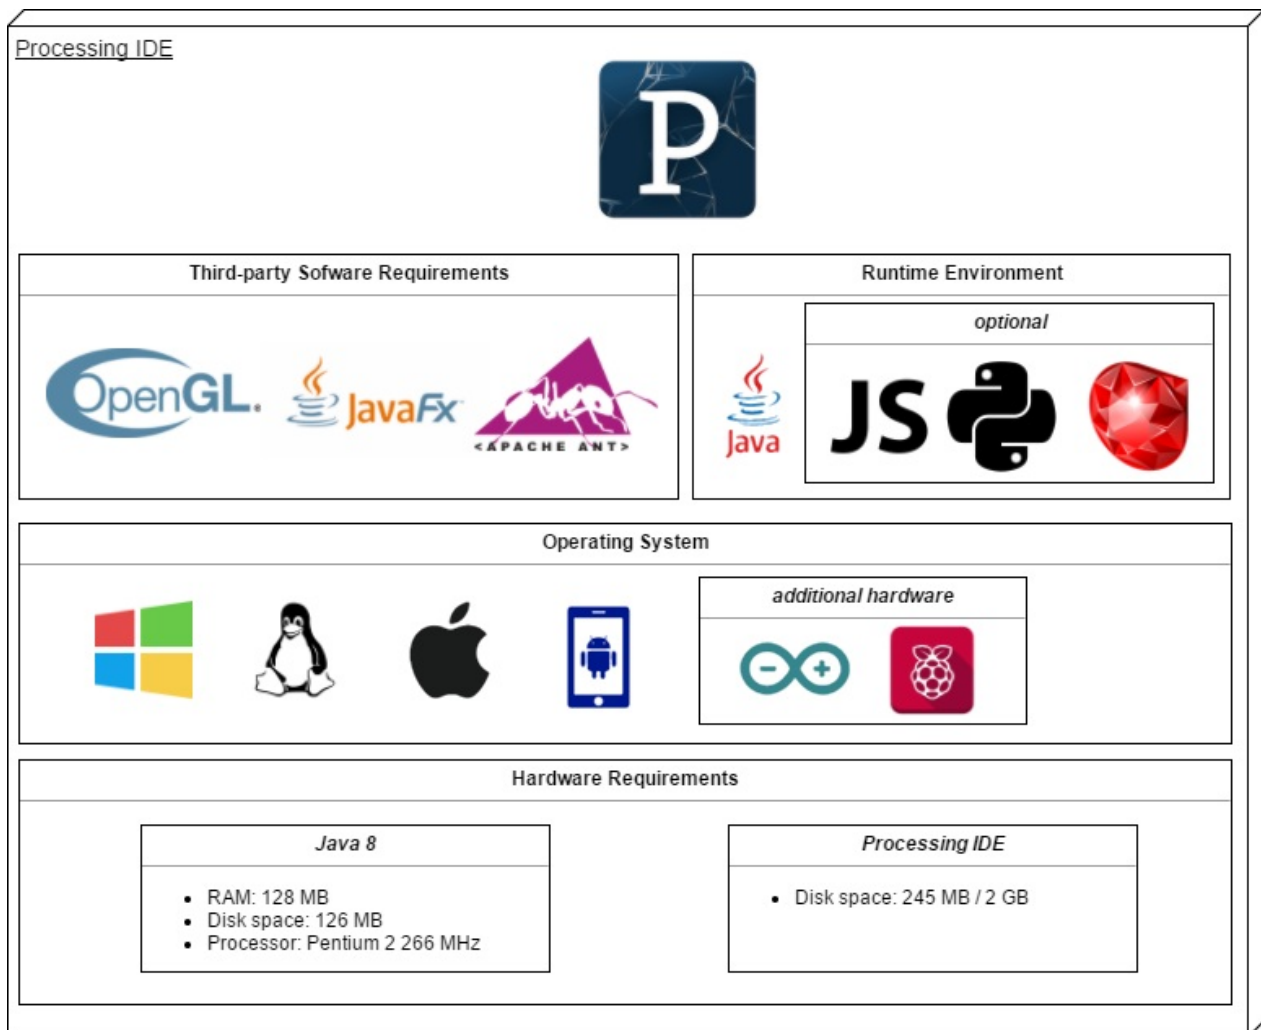 Processing IDE
P
Third-party Sofware Requirements
Runtime Environment
optional
OpenGL.
JavaFx
<APACHE ANT>
Java
JS
Operating System
additional hardware
Hardware Requirements
Java 8
Processing IDE
• RAM: 128 MB
• Disk space: 126 MB
• Processor: Pentium 2 266 MHz
• Disk space: 245 MB / 2 GB